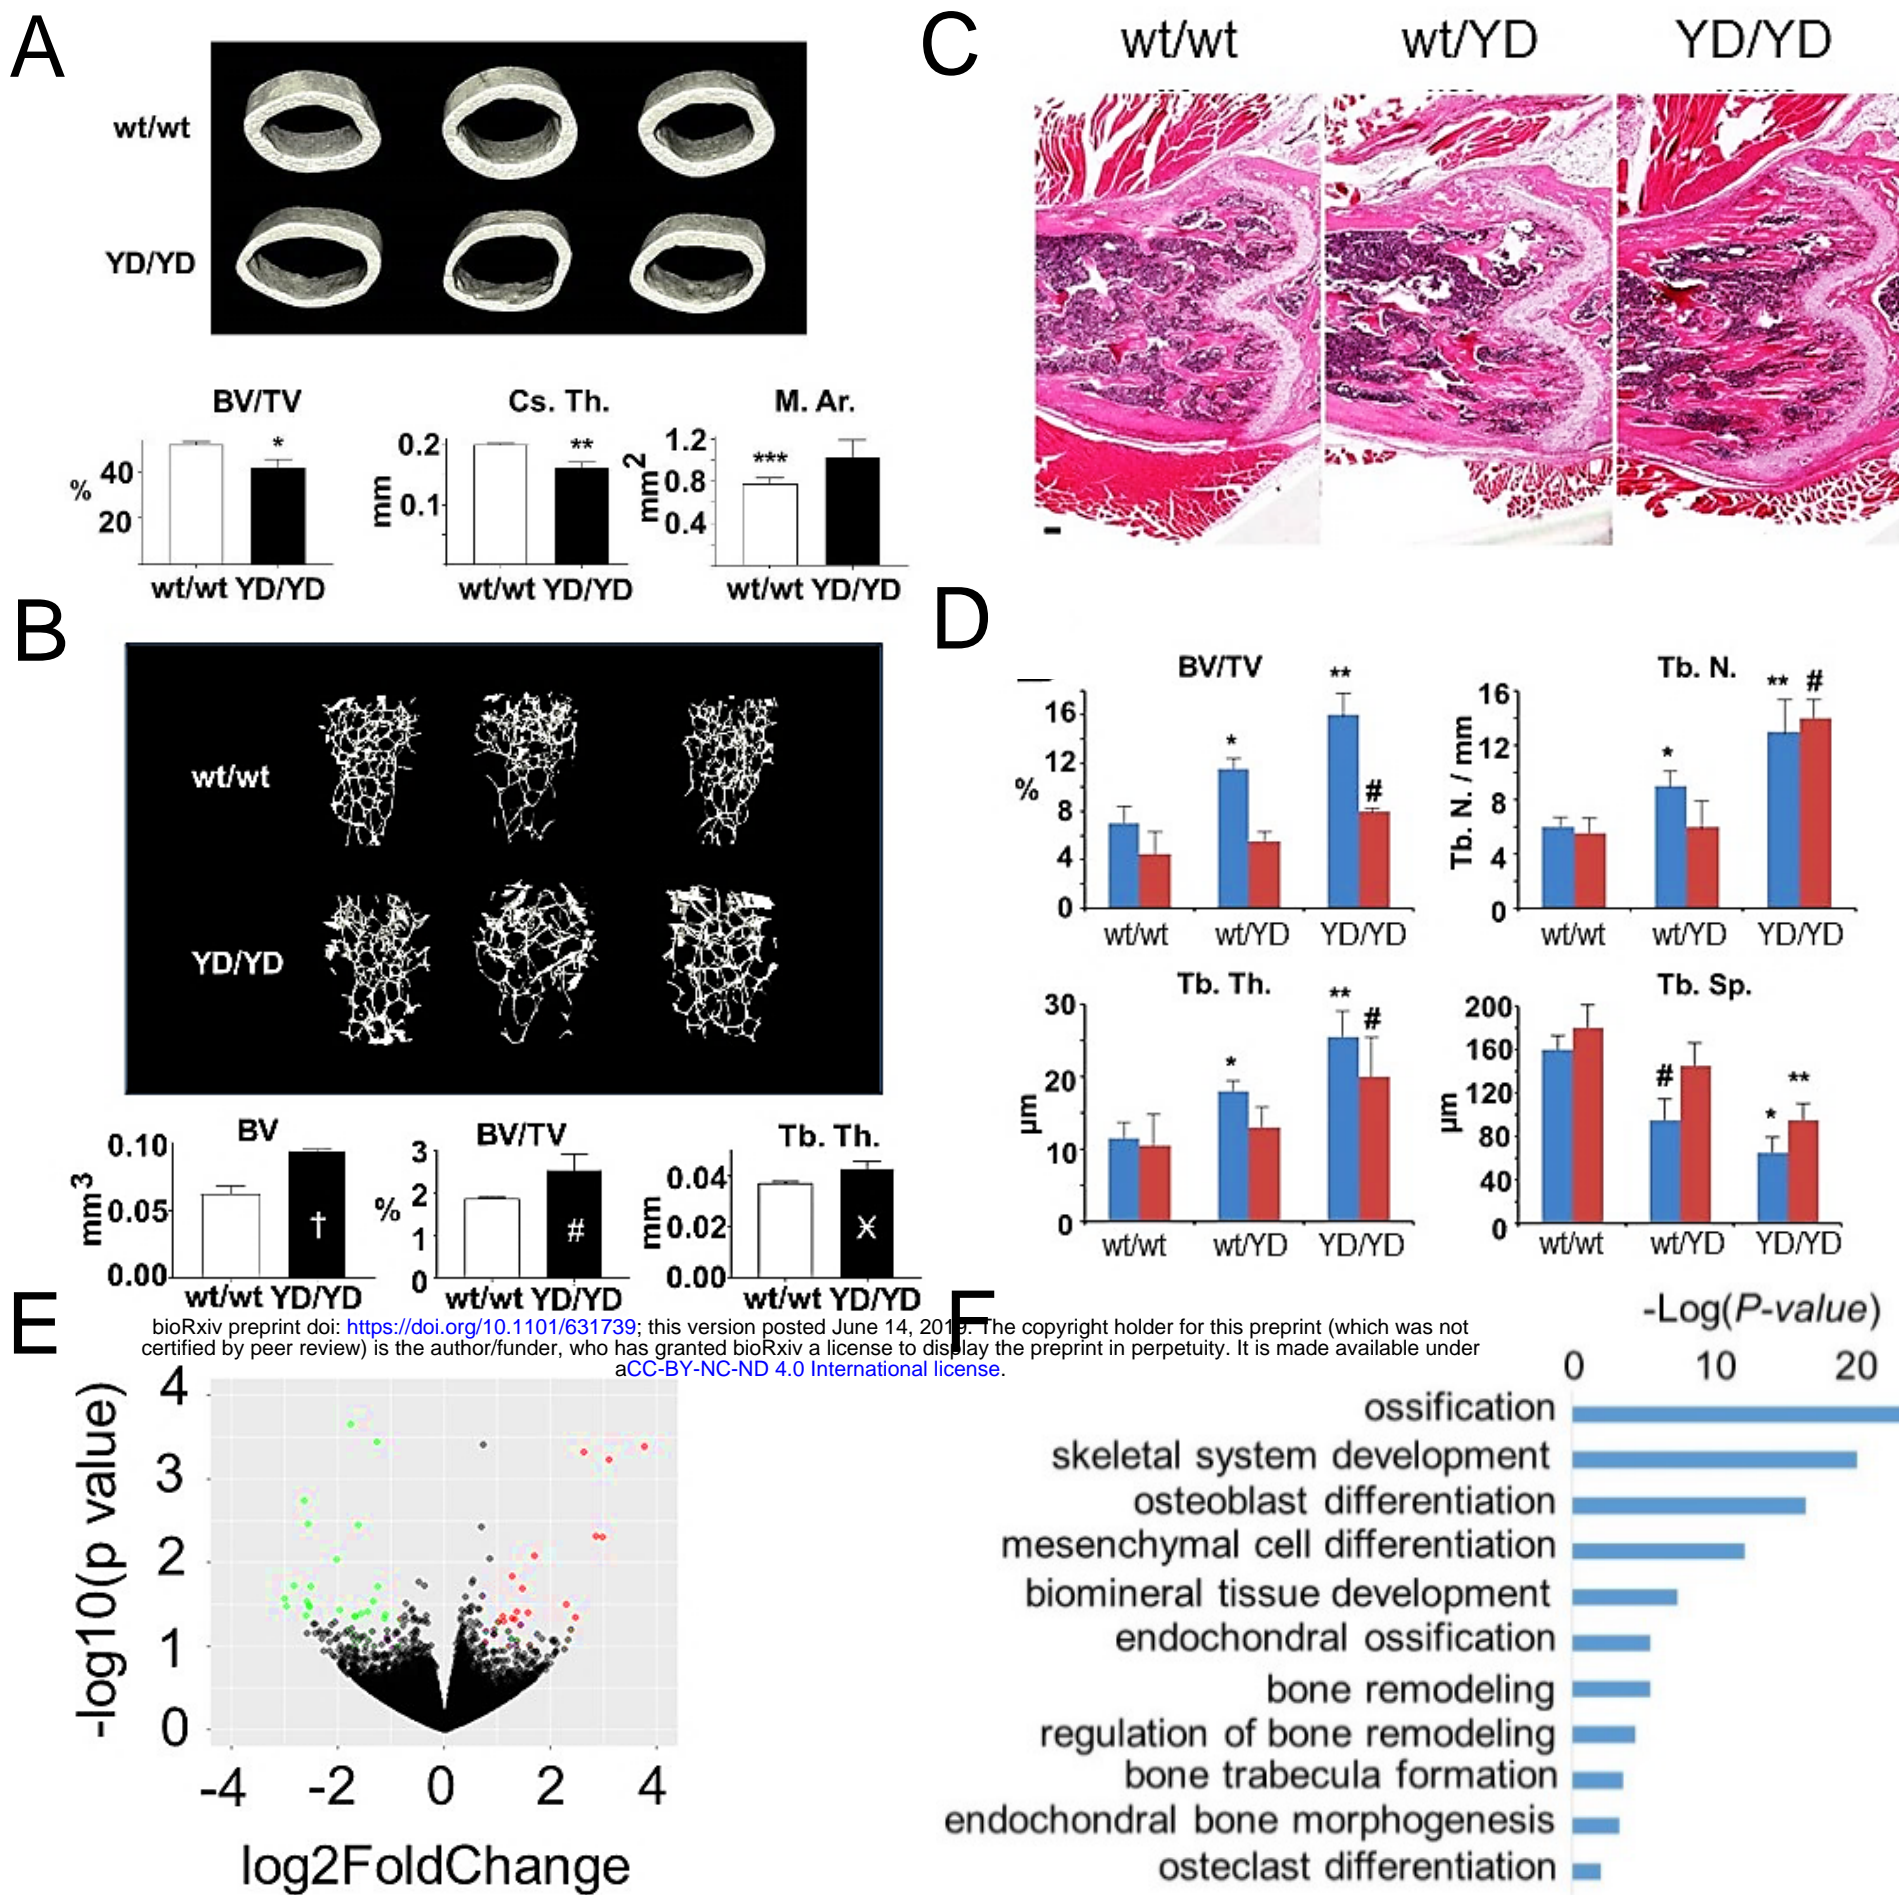 A
wt/wt
YD/YD
BV/TV
%
40
20
*
wt/wt YD/YD
Cs. Th.
mm
0.2
0.1
**
wt/wt YD/YD
M. Ar.
mm2
1.2
0.8
0.4
***
wt/wt YD/YD
B
wt/wt
YD/YD
BV
mm3
0.10
0.05
0.00
†
wt/wt YD/YD
BV/TV
%
3
2
1
0
#
wt/wt YD/YD
Tb. Th.
mm
0.04
0.02
0.00
wt/wt YD/YD
C
wt/wt wt/YD YD/YD
D
BV/TV
%
16
12
8
4
0
* ** #
wt/wt wt/YD YD/YD
Tb. N.
Tb. N. / mm
16
12
8
4
0
* ** #
wt/wt wt/YD YD/YD
Tb. Th.
µm
30
20
10
0
* ** #
wt/wt wt/YD YD/YD
Tb. Sp.
µm
200
160
120
80
40
0
# * **
wt/wt wt/YD YD/YD
bioRxiv preprint doi: https://doi.org/10.1101/631739; this version posted June 14, 2019. The copyright holder for this preprint (which was not
certified by peer review) is the author/funder, who has granted bioRxiv a license to display the preprint in perpetuity. It is made available under
aCC-BY-NC-ND 4.0 International license.
E
-log10(p value)
4
3
2
1
0
-4 -2 0 2 4
log2FoldChange
F
-Log(P-value)
0 10 20
ossification
skeletal system development
osteoblast differentiation
mesenchymal cell differentiation
biomineral tissue development
endochondral ossification
bone remodeling
regulation of bone remodeling
bone trabecula formation
endochondral bone morphogenesis
osteclast differentiation